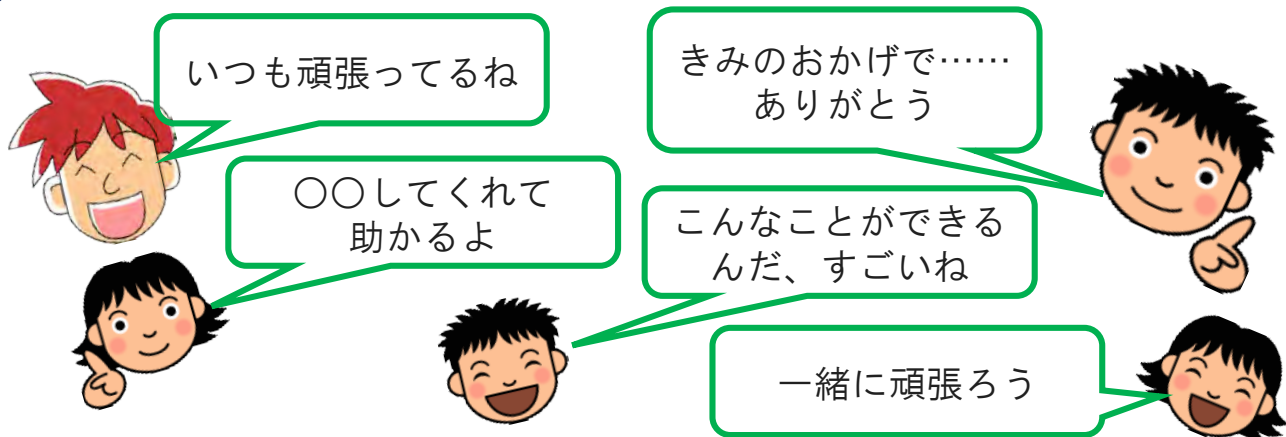 いつも頑張ってるね
きみのおかげで……
ありがとう
〇〇してくれて
助かるよ
こんなことができる
んだ、すごいね
一緒に頑張ろう